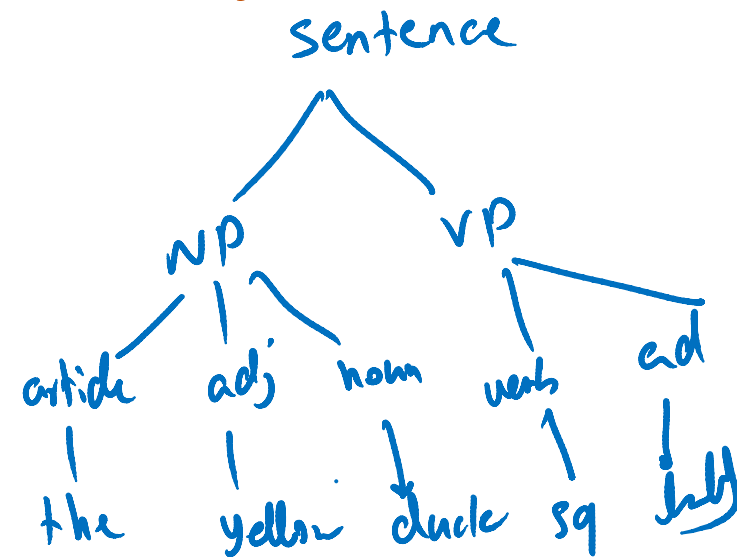 sentence
NP VP
article adj noun verb ad
the yellow duck sq